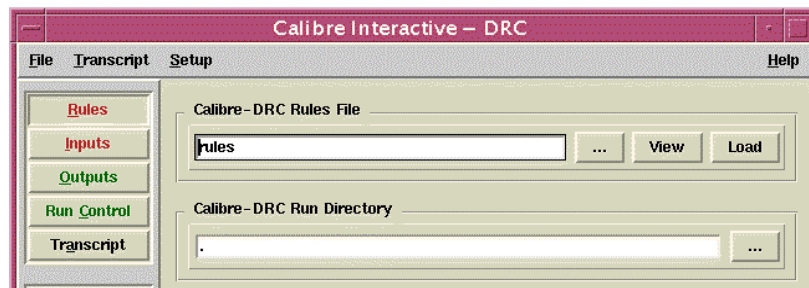 Calibre Interactive – DRC
File Transcript Setup Help
Rules
Inputs
Outputs
Run Control
Transcript
Calibre-DRC Rules File
rules ... View Load
Calibre-DRC Run Directory
. ...